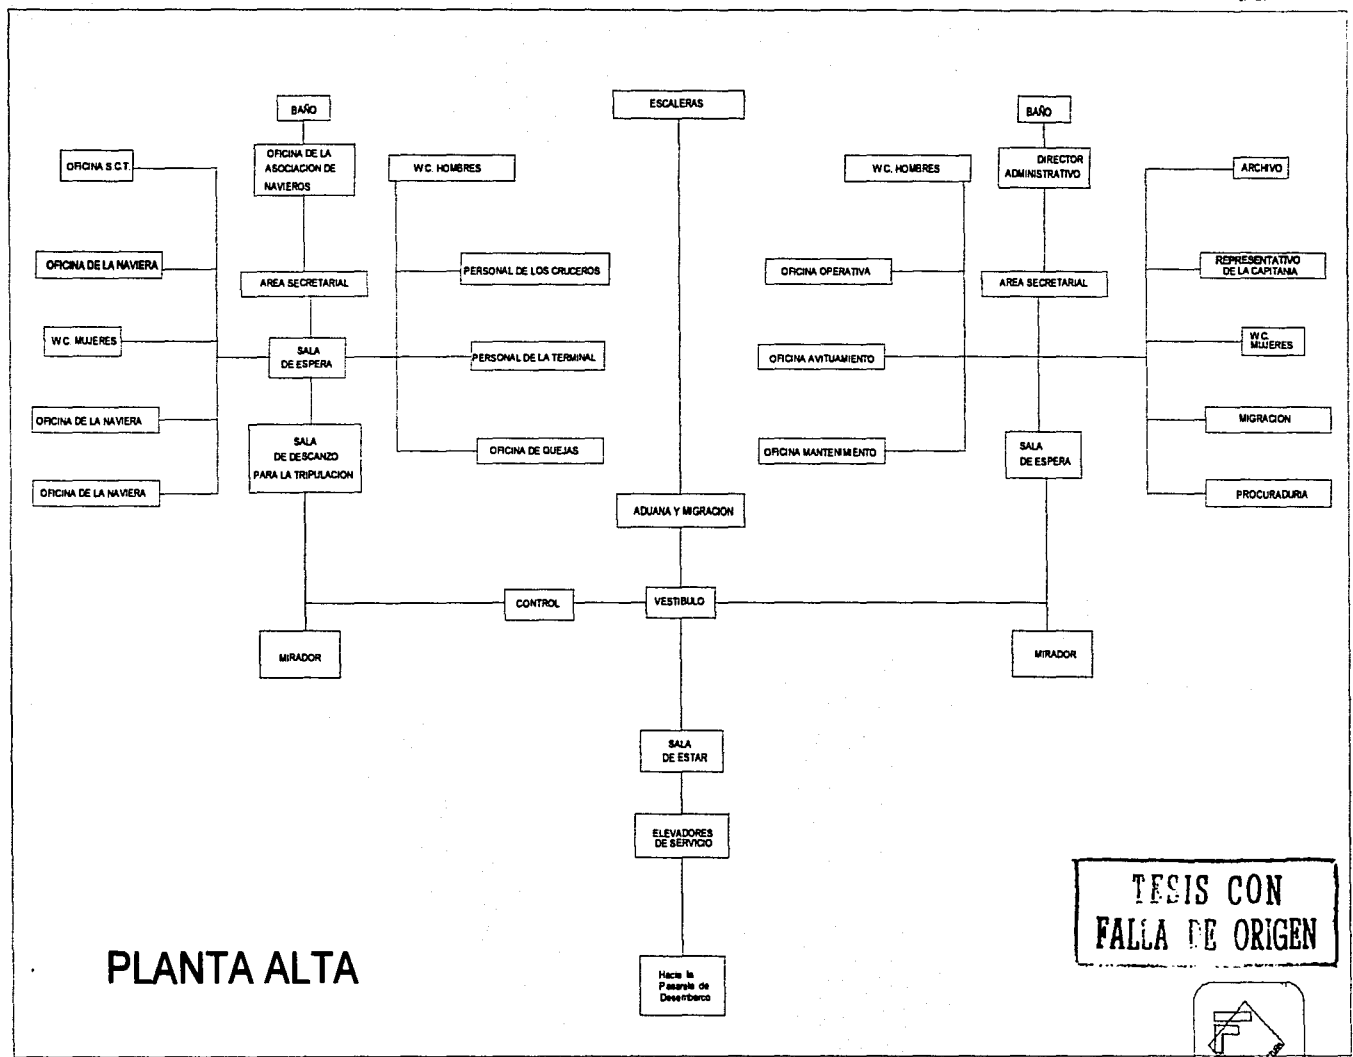 BAÑO
ESCALERAS
BAÑO
OFICINA S.C.T.
OFICINA DE LA
ASOCIACION DE
NAVIEROS
W.C. HOMBRES
W.C. HOMBRES
DIRECTOR
ADMINISTRATIVO
ARCHIVO
OFICINA DE LA NAVIERA
AREA SECRETARIAL
PERSONAL DE LOS CRUCEROS
OFICINA OPERATIVA
AREA SECRETARIAL
REPRESENTATIVO
DE LA CAPITANIA
W.C. MUJERES
SALA
DE ESPERA
PERSONAL DE LA TERMINAL
OFICINA AVITUAMIENTO
W.C.
MUJERES
OFICINA DE LA NAVIERA
SALA
DE DESCANZO
PARA LA TRIPULACION
OFICINA DE QUEJAS
OFICINA MANTENIMIENTO
SALA
DE ESPERA
MIGRACION
OFICINA DE LA NAVIERA
ADUANA Y MIGRACION
PROCURADURIA
CONTROL
VESTIBULO
MIRADOR
MIRADOR
SALA
DE ESTAR
ELEVADORES
DE SERVICIO
Hacia la
Pasarela de
Desembarco
PLANTA ALTA
TESIS CON
FALLA DE ORIGEN